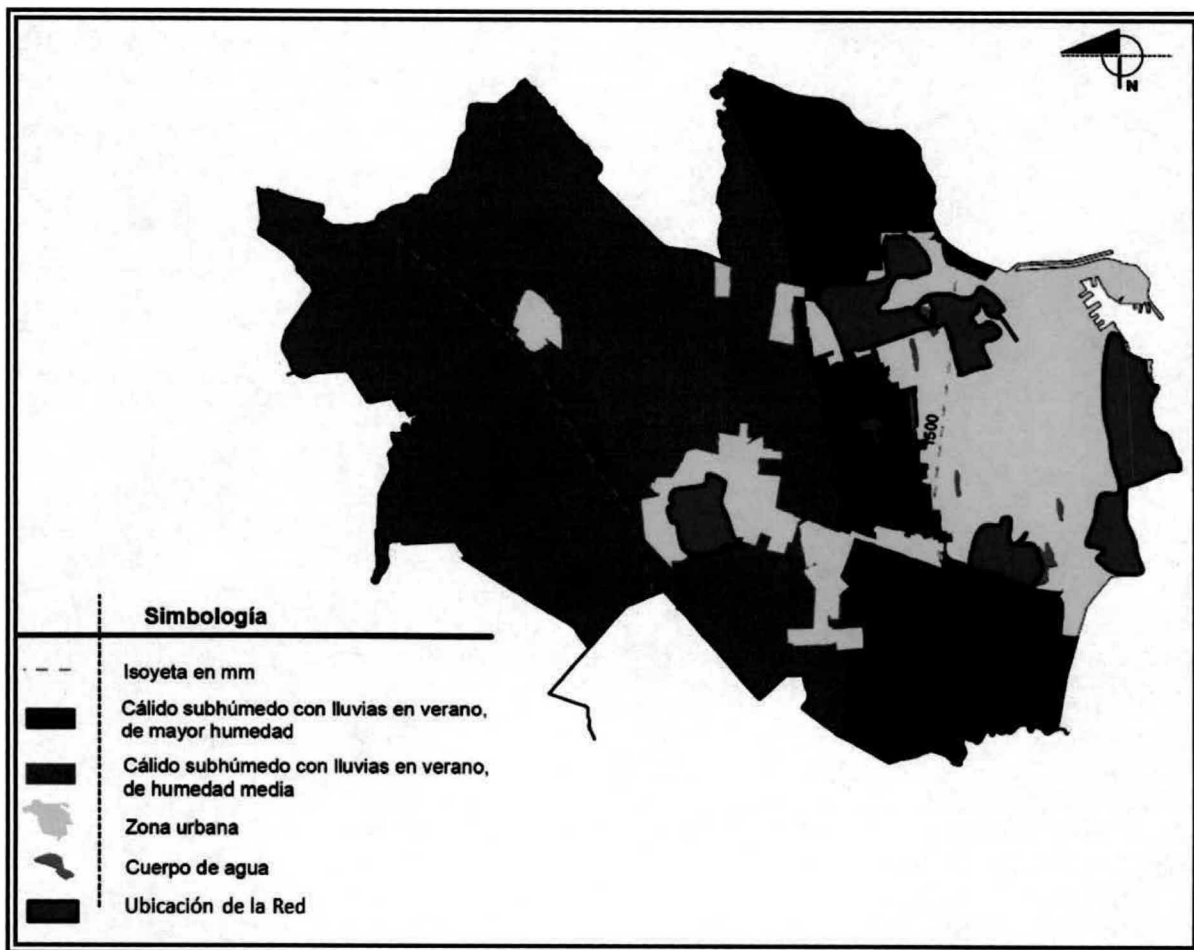 N
1500
Simbología
Isoyeta en mm
Cálido subhúmedo con lluvias en verano,
de mayor humedad
Cálido subhúmedo con lluvias en verano,
de humedad media
Zona urbana
Cuerpo de agua
Ubicación de la Red